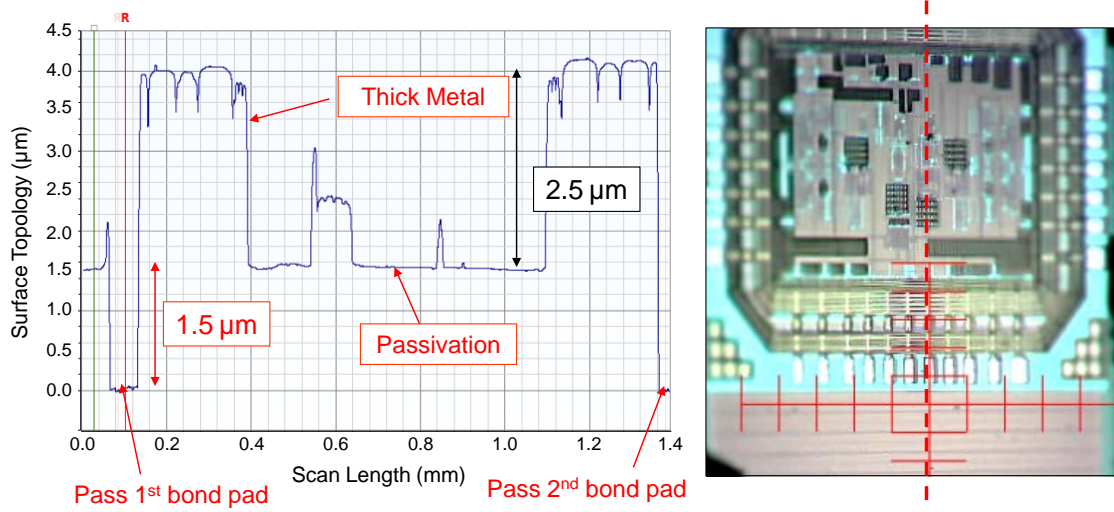 RR
4.5
4.0
3.5
3.0
2.5
2.0
1.5
1.0
0.5
0.0
Surface Topology (µm)
Thick Metal
2.5 µm
1.5 µm
Passivation
0.0 0.2 0.4 0.6 0.8 1.0 1.2 1.4
Scan Length (mm)
Pass 1st bond pad
Pass 2nd bond pad